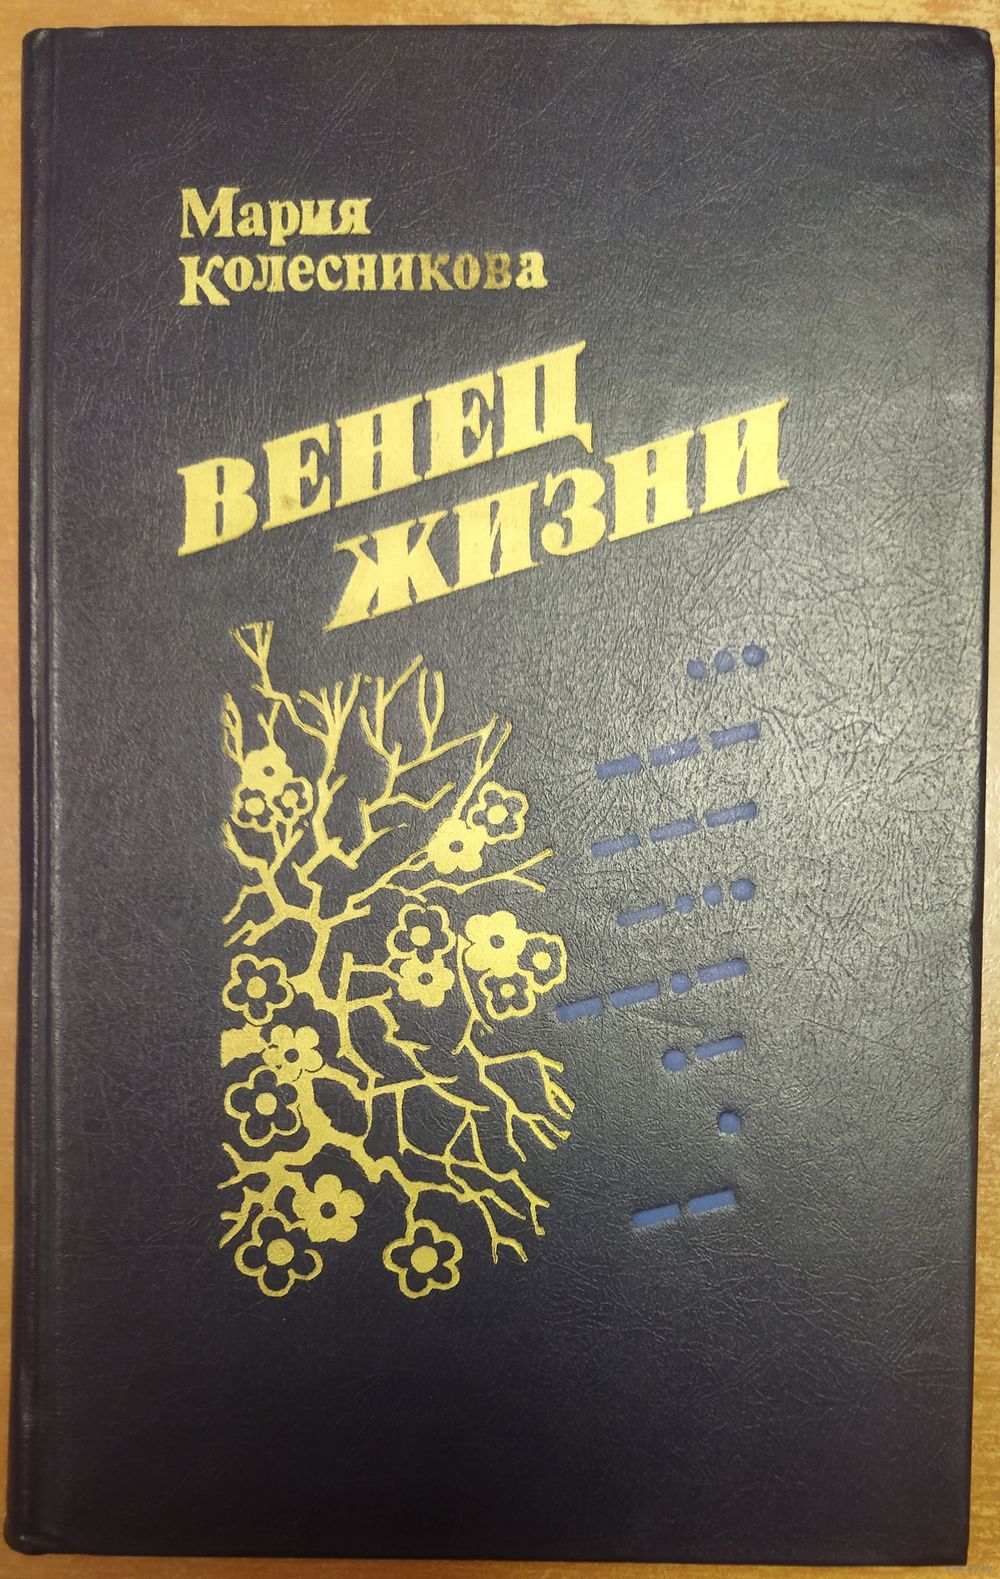 Мария
Колесникова
ВЕНЕЦ
ЖИЗНИ
• • •
— — —
— — —
— • • •
— — • —
• —
•
— —